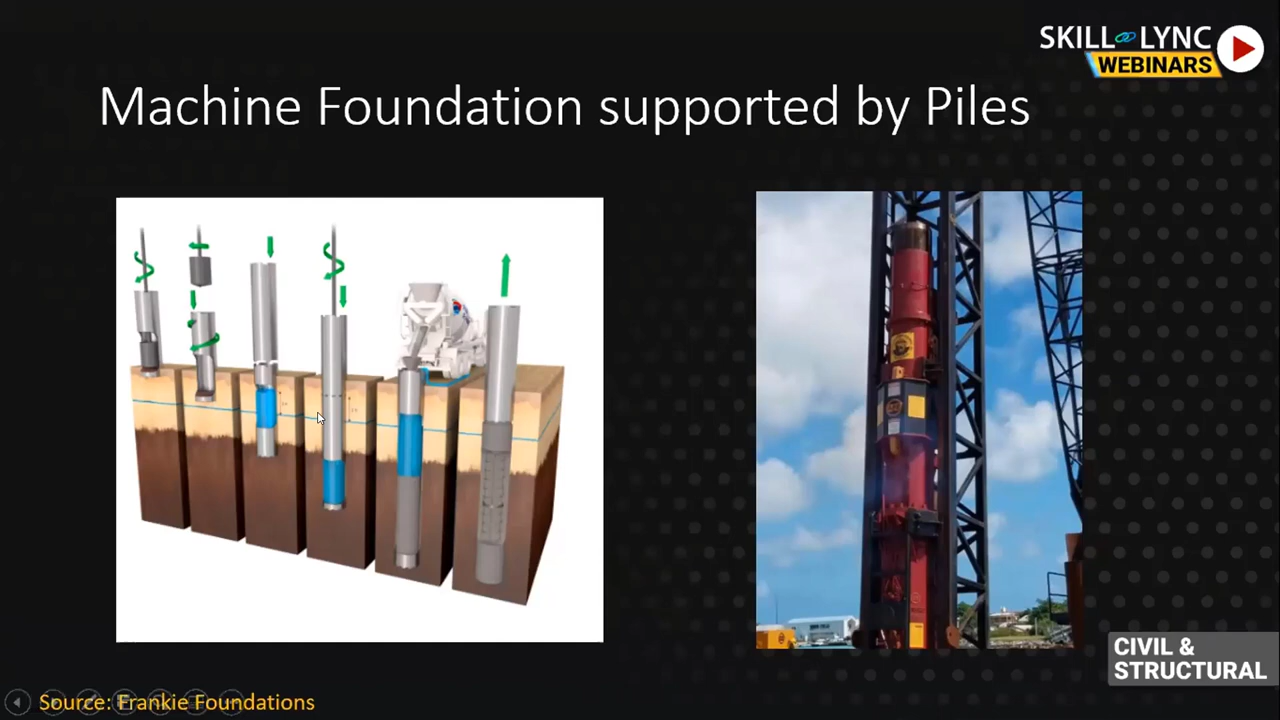 SKILL LYNC
WEBINARS
Machine Foundation supported by Piles
CIVIL &
STRUCTURAL
Source: Frankie Foundations